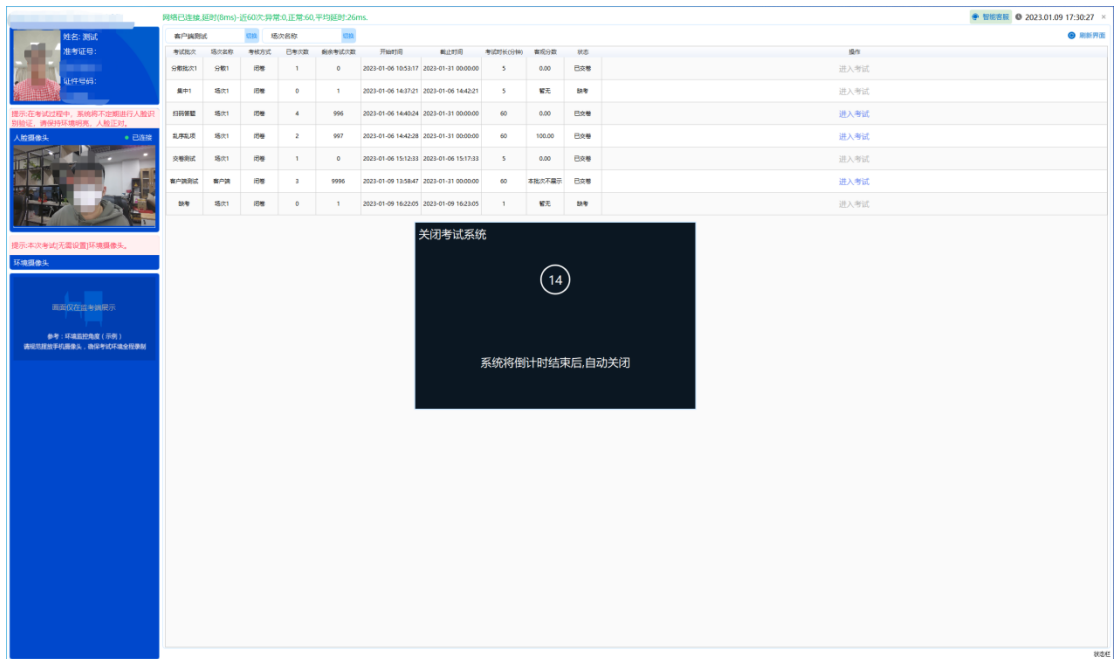 网络已连接,延时(8ms)-近60次:异常:0,正常:60,平均延时:26ms.
智能客服 2023.01.09 17:30:27 ×
姓名: 测试
准考证号:
证件号码:
提示:在考试过程中，系统将不定期进行人脸识
别验证，请保持环境明亮，人脸正对。
人脸摄像头 已连接
提示:本次考试[无需设置]环境摄像头。
环境摄像头
画面仅在监考端展示
参考：环境监控角度（示例）
请规范摆放手机摄像头，确保考试环境全程录制
客户端测试 切换 场次名称 切换 刷新界面
考试批次 场次名称 考核方式 已考次数 剩余考试次数 开始时间 截止时间 考试时长(分钟) 客观分数 状态 操作
分散批次1 分散1 闭卷 1 0 2023-01-06 10:53:17 2023-01-31 00:00:00 5 0.00 已交卷 进入考试
集中1 场次1 闭卷 0 1 2023-01-06 14:37:21 2023-01-06 14:42:21 5 暂无 缺考 进入考试
扫码答题 场次1 闭卷 4 996 2023-01-06 14:40:24 2023-01-31 00:00:00 60 0.00 已交卷 进入考试
乱序乱项 场次1 闭卷 2 997 2023-01-06 14:42:28 2023-01-31 00:00:00 60 100.00 已交卷 进入考试
交卷测试 场次1 闭卷 1 0 2023-01-06 15:12:33 2023-01-06 15:17:33 5 0.00 已交卷 进入考试
客户端测试 客户端 闭卷 3 9996 2023-01-09 13:58:47 2023-01-31 00:00:00 60 本批次不显示 已交卷 进入考试
缺考 场次1 闭卷 0 1 2023-01-09 16:22:05 2023-01-09 16:23:05 1 暂无 缺考 进入考试
关闭考试系统
14
系统将倒计时结束后,自动关闭
状态栏